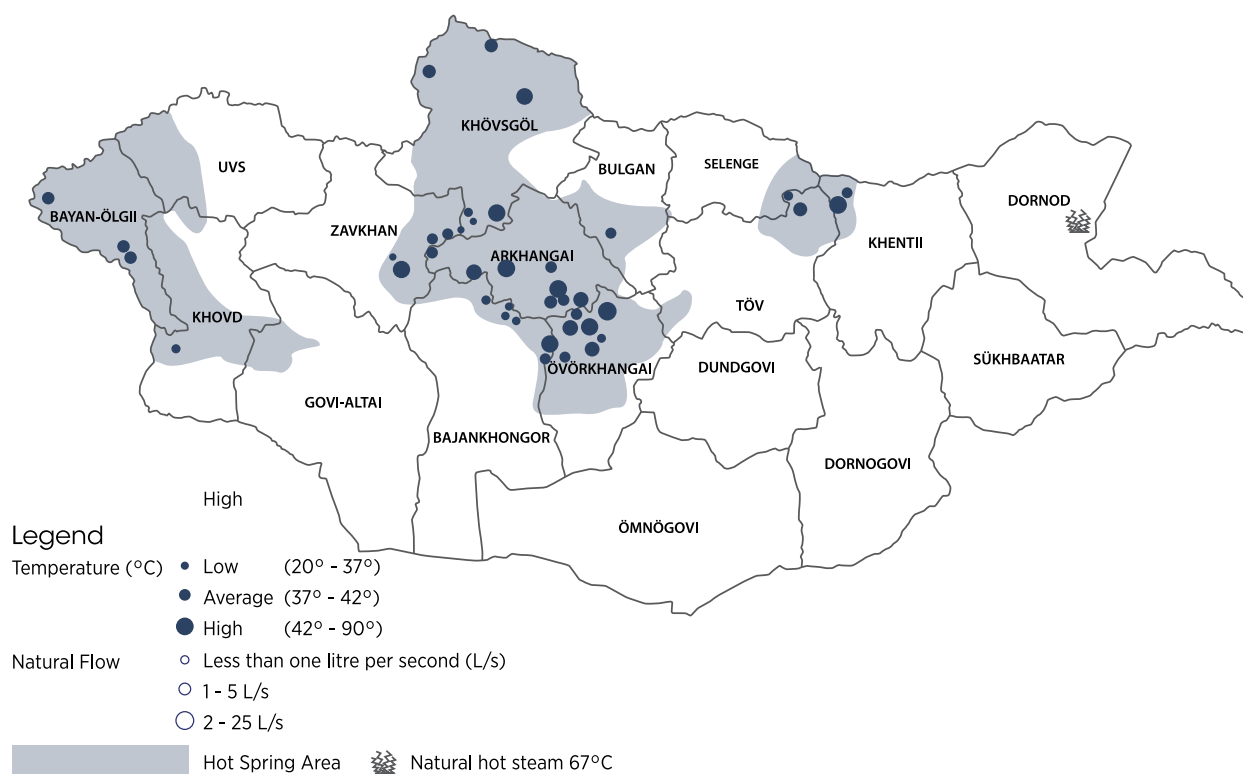 KHÖVSGÖL
UVS
BULGAN
SELENGE
DORNOD
BAYAN-ÖLGII
ZAVKHAN
KHENTII
ARKHANGAI
KHOVD
TÖV
SÜKHBAATAR
ÖVÖRKHANGAI
DUNDGOVI
GOVI-ALTAI
BAJANKHONGOR
DORNOGOVI
ÖMNÖGOVI
High
Legend
Temperature (°C) Low (20° - 37°)
Average (37° - 42°)
High (42° - 90°)
Natural Flow Less than one litre per second (L/s)
1 - 5 L/s
2 - 25 L/s
Hot Spring Area Natural hot steam 67°C